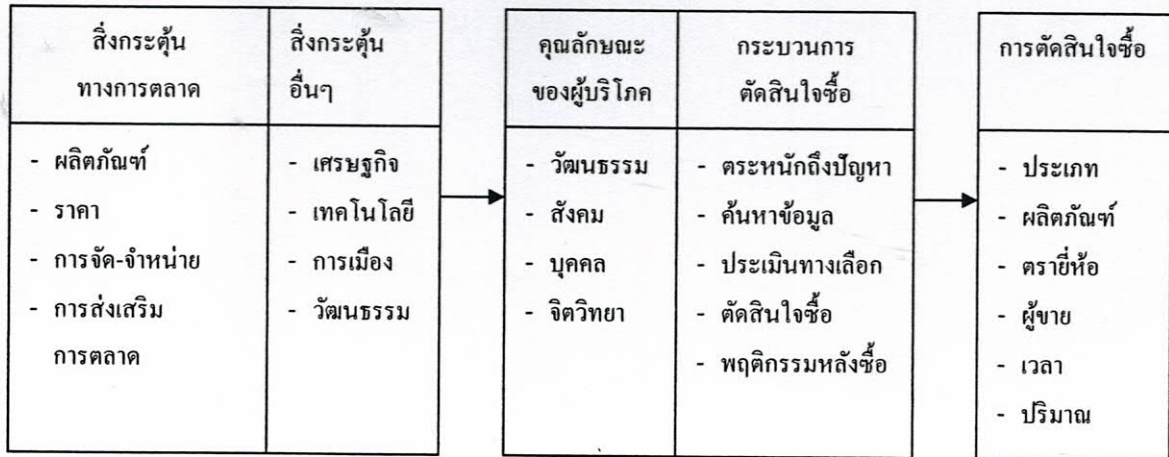 สิ่งกระตุ้น
ทางการตลาด
- ผลิตภัณฑ์
- ราคา
- การจัด-จำหน่าย
- การส่งเสริม
การตลาด
สิ่งกระตุ้น
อื่นๆ
- เศรษฐกิจ
- เทคโนโลยี
- การเมือง
- วัฒนธรรม
คุณลักษณะ
ของผู้บริโภค
- วัฒนธรรม
- สังคม
- บุคคล
- จิตวิทยา
กระบวนการ
ตัดสินใจซื้อ
- ตระหนักถึงปัญหา
- ค้นหาข้อมูล
- ประเมินทางเลือก
- ตัดสินใจซื้อ
- พฤติกรรมหลังซื้อ
การตัดสินใจซื้อ
- ประเภท
- ผลิตภัณฑ์
- ตรายี่ห้อ
- ผู้ขาย
- เวลา
- ปริมาณ